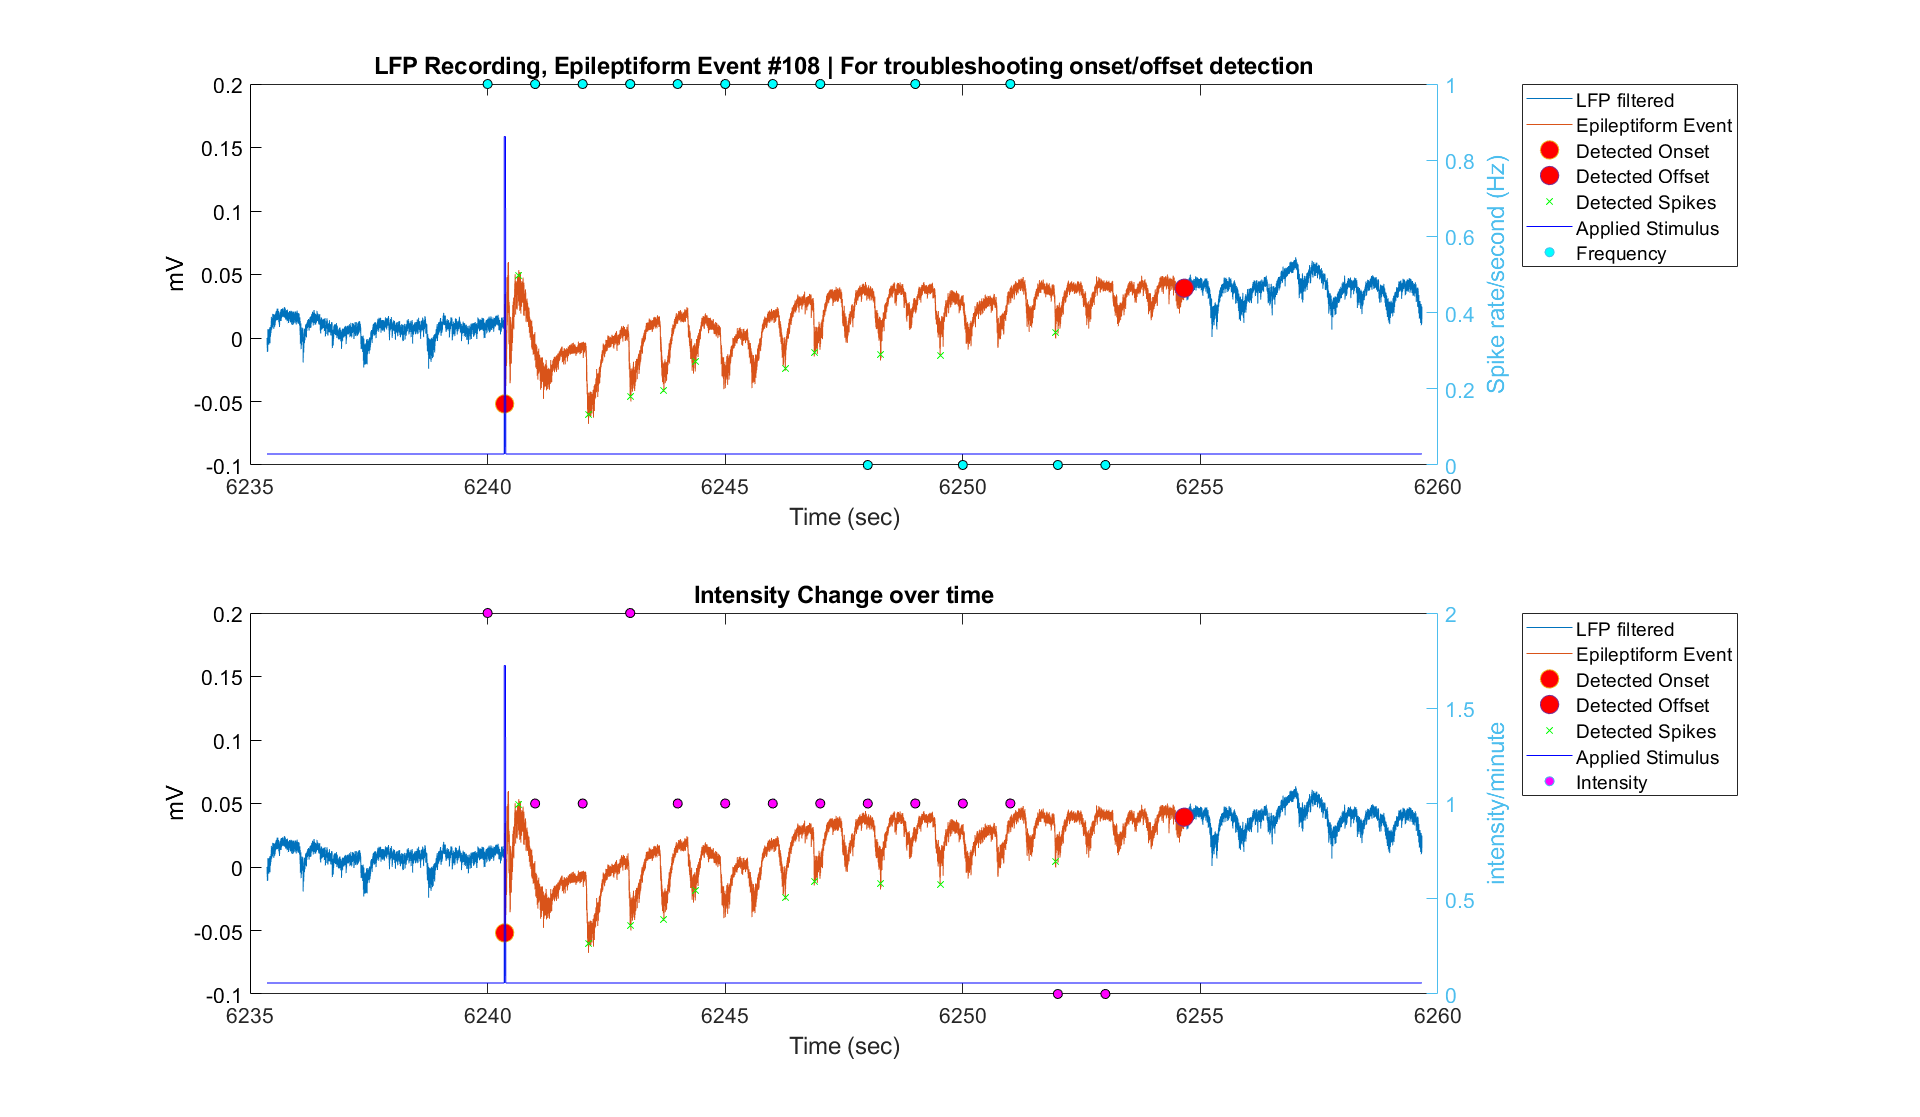 LFP Recording, Epileptiform Event #108 | For troubleshooting onset/offset detection
0.2
0.15
0.1
0.05
0
-0.05
-0.1
mV
1
0.8
0.6
0.4
0.2
0
Spike rate/second (Hz)
6235
6240
6245
6250
6255
6260
Time (sec)
LFP filtered
Epileptiform Event
Detected Onset
Detected Offset
Detected Spikes
Applied Stimulus
Frequency
Intensity Change over time
0.2
0.15
0.1
0.05
0
-0.05
-0.1
mV
2
1.5
1
0.5
0
intensity/minute
6235
6240
6245
6250
6255
6260
Time (sec)
LFP filtered
Epileptiform Event
Detected Onset
Detected Offset
Detected Spikes
Applied Stimulus
Intensity